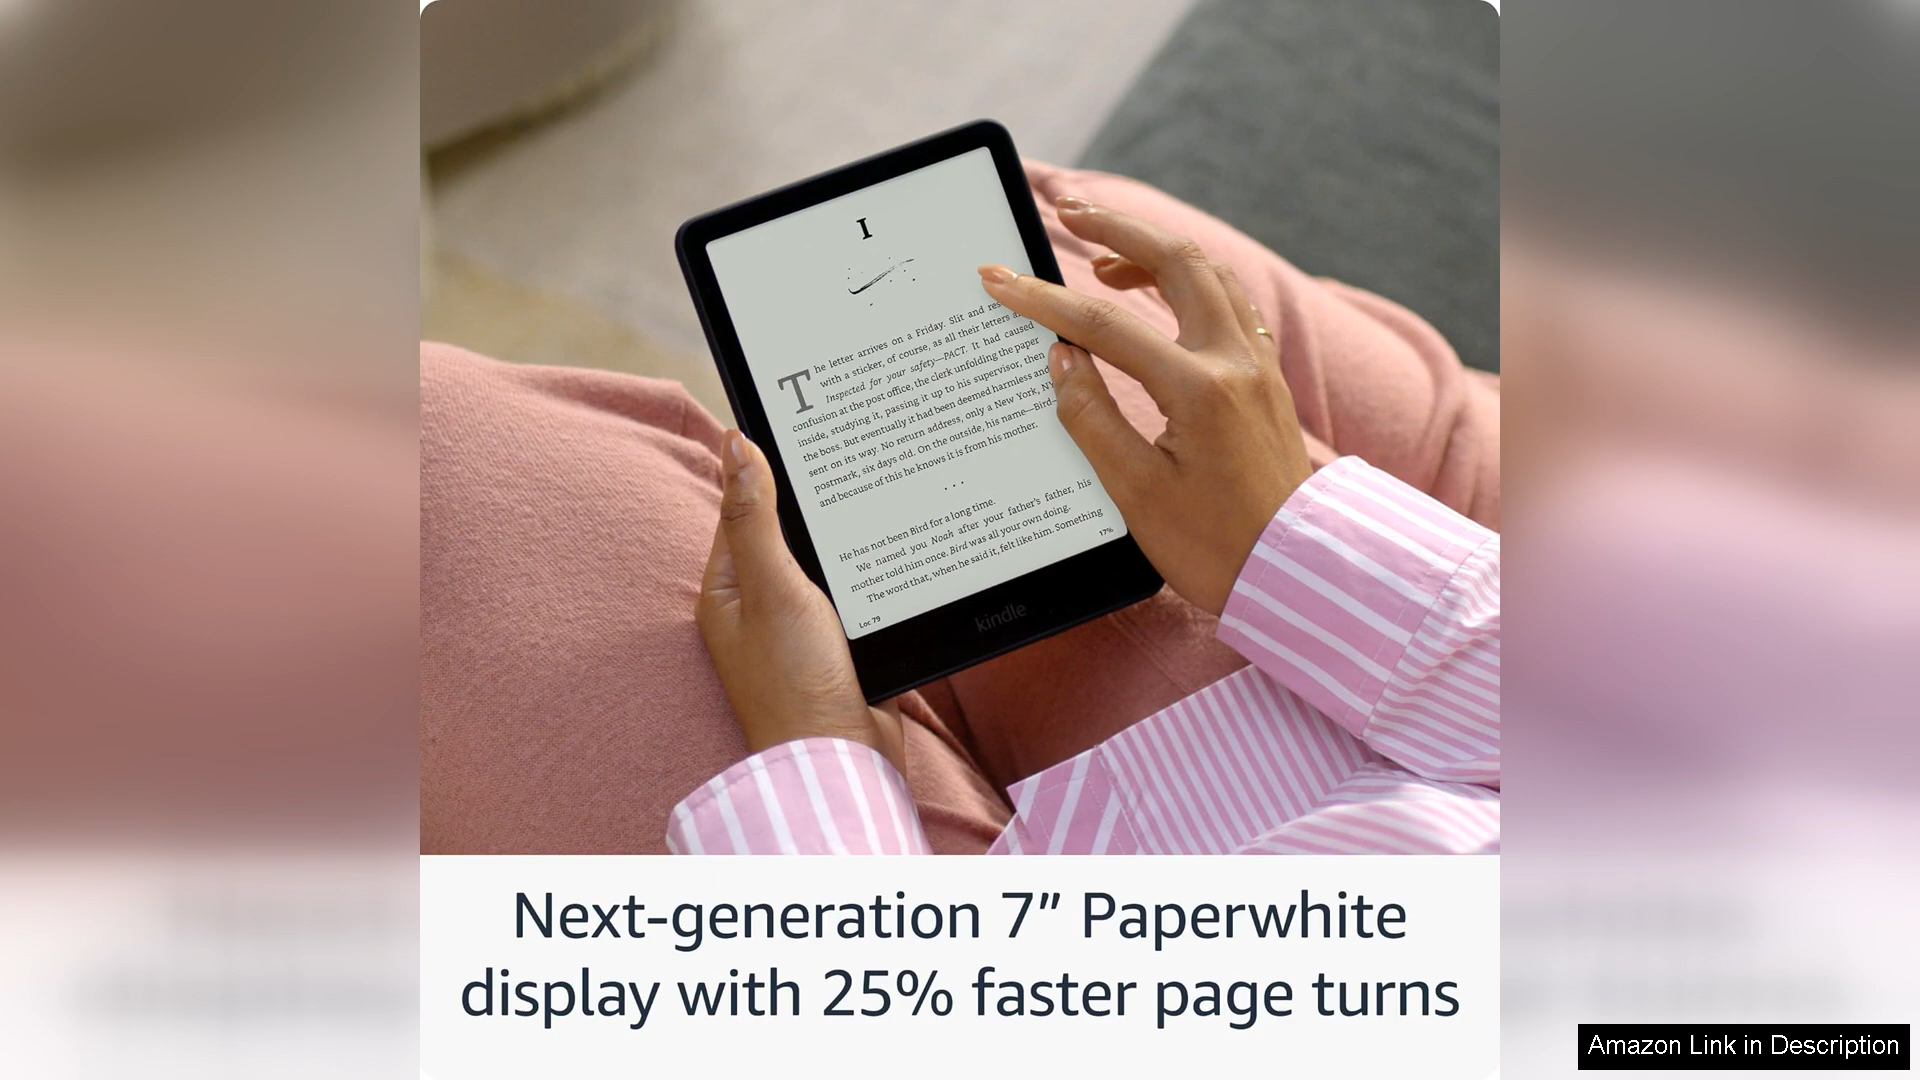 I
The letter arrives on a Friday. Slit and res
with a sticker, of course, as all their letters a
Inspected for your safety—PACT. It had caused
confusion at the post office, the clerk unfolding the paper
inside, studying it, passing it up to his supervisor, then
the boss. But eventually it had been deemed harmless and
sent on its way. No return address, only a New York, NY
postmark, six days old. On the outside, his name—Bird—
and because of this he knows it is from his mother.
...
He has not been Bird for a long time.
We named you Noah after your father's father, his
mother told him once. Bird was all your own doing.
The word that, when he said it, felt like him. Something
Loc 79
17%
kindle
Next-generation 7” Paperwhite
display with 25% faster page turns
Amazon Link in Description